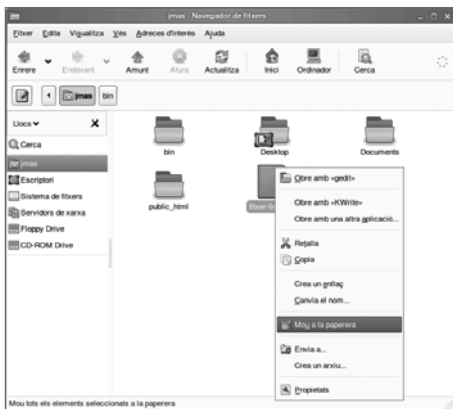 jmas - Navegador de fitxers
Fitxer Edita Visualitza Vés Adreces d'interès Ajuda
Enrere Endavant Amunt Atura Actualitza Inici Ordinador Cerca
jmas bin
Llocs
Cerca
jmas
Escriptori
Sistema de fitxers
Servidors de xarxa
Floppy Drive
CD-ROM Drive
bin Desktop Documents
public_html
Obre amb «gedit»
Obre amb «KWrite»
Obre amb una altra aplicació...
Retalla
Copia
Crea un enllaç
Canvia el nom...
Mou a la paperera
Envia a...
Crea un arxiu...
Propietats
Mou tots els elements seleccionats a la paperera